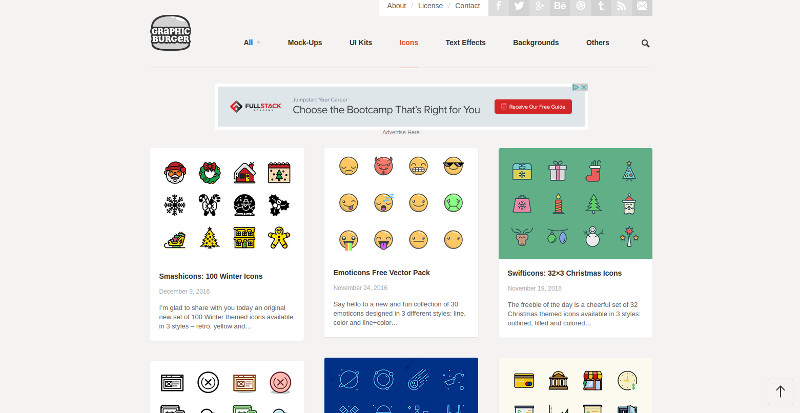 About / License / Contact
GRAPHIC
BURGER
All
Mock-Ups
UI Kits
Icons
Text Effects
Backgrounds
Others
FULLSTACK
Jumpstart Your Career
Choose the Bootcamp That's Right for You
Receive Our Free Guide
Advertise Here
Smashicons: 100 Winter Icons
December 9, 2016
I'm glad to share with you today an original
new set of 100 Winter themed icons available
in 3 styles – retro, yellow and…
Emoticons Free Vector Pack
November 24, 2016
Say hello to a new and fun collection of 30
emoticons designed in 3 different styles: line,
color and line+color…
Swifticons: 32×3 Christmas Icons
November 19, 2016
The freebie of the day is a cheerful set of 32
Christmas themed icons available in 3 styles:
outlined, filled and colored…